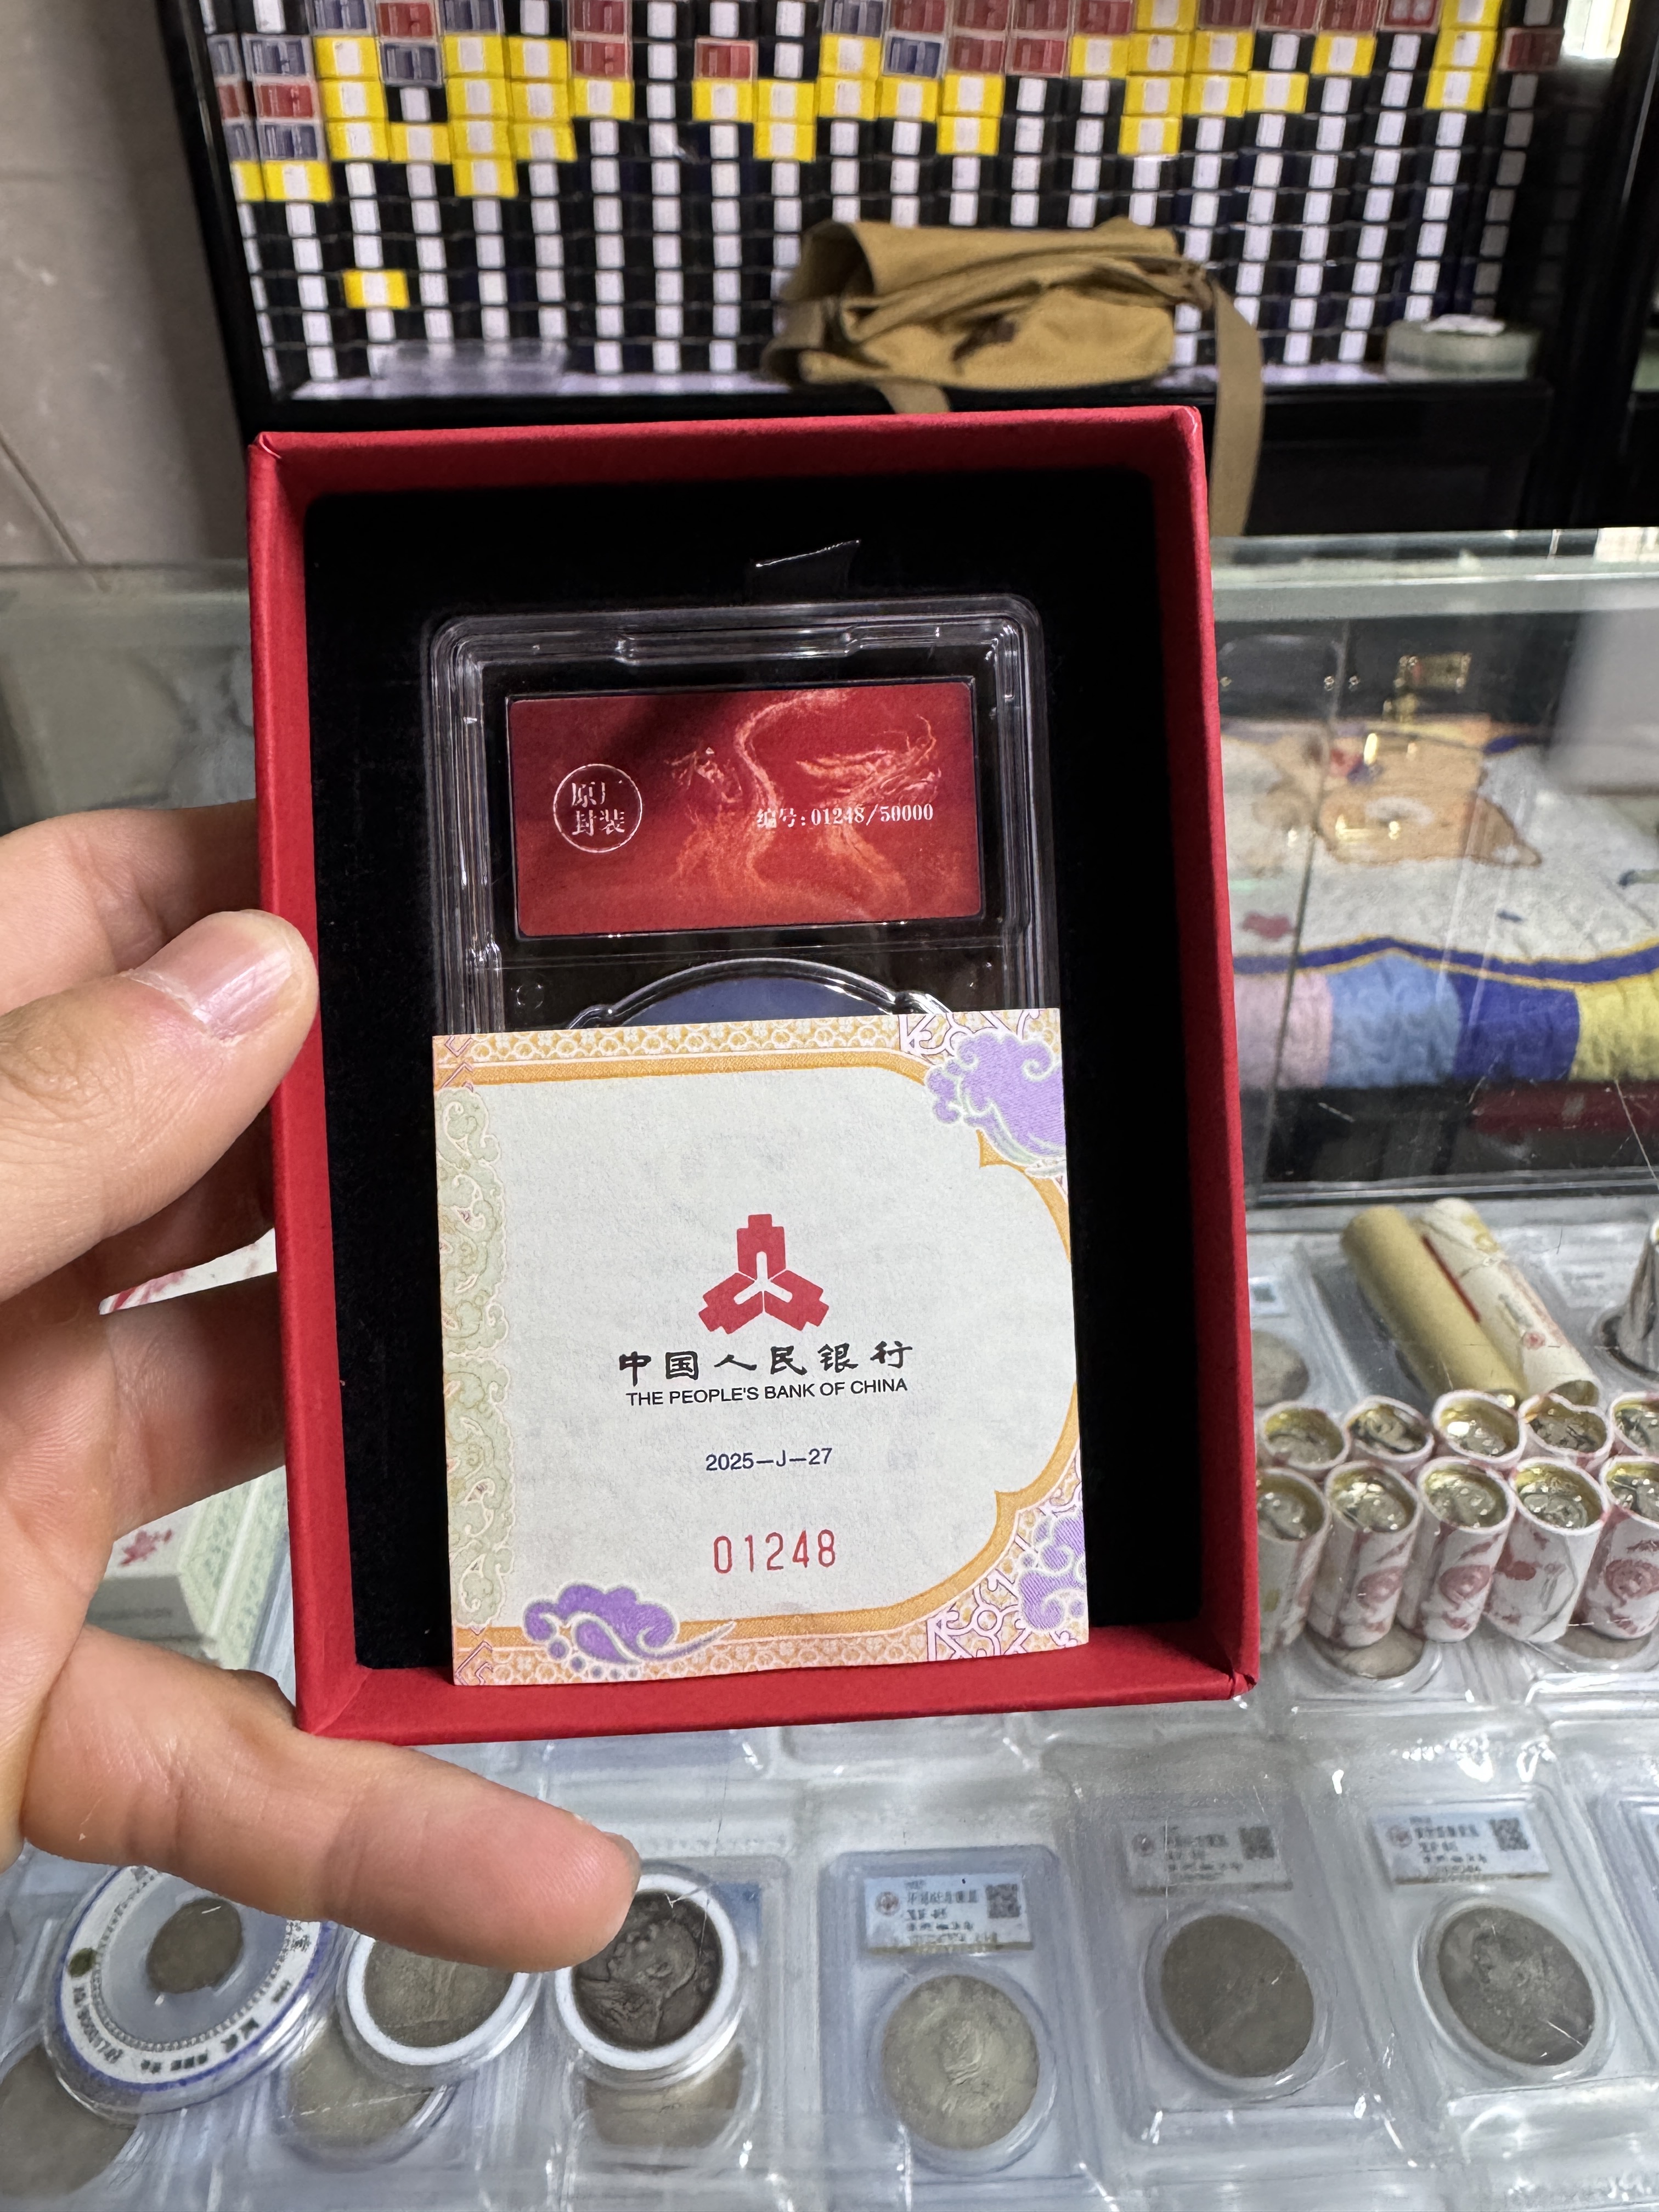 原厂
封装
编号:01248/50000
中国人民银行
THE PEOPLE'S BANK OF CHINA
2025—J—27
01248